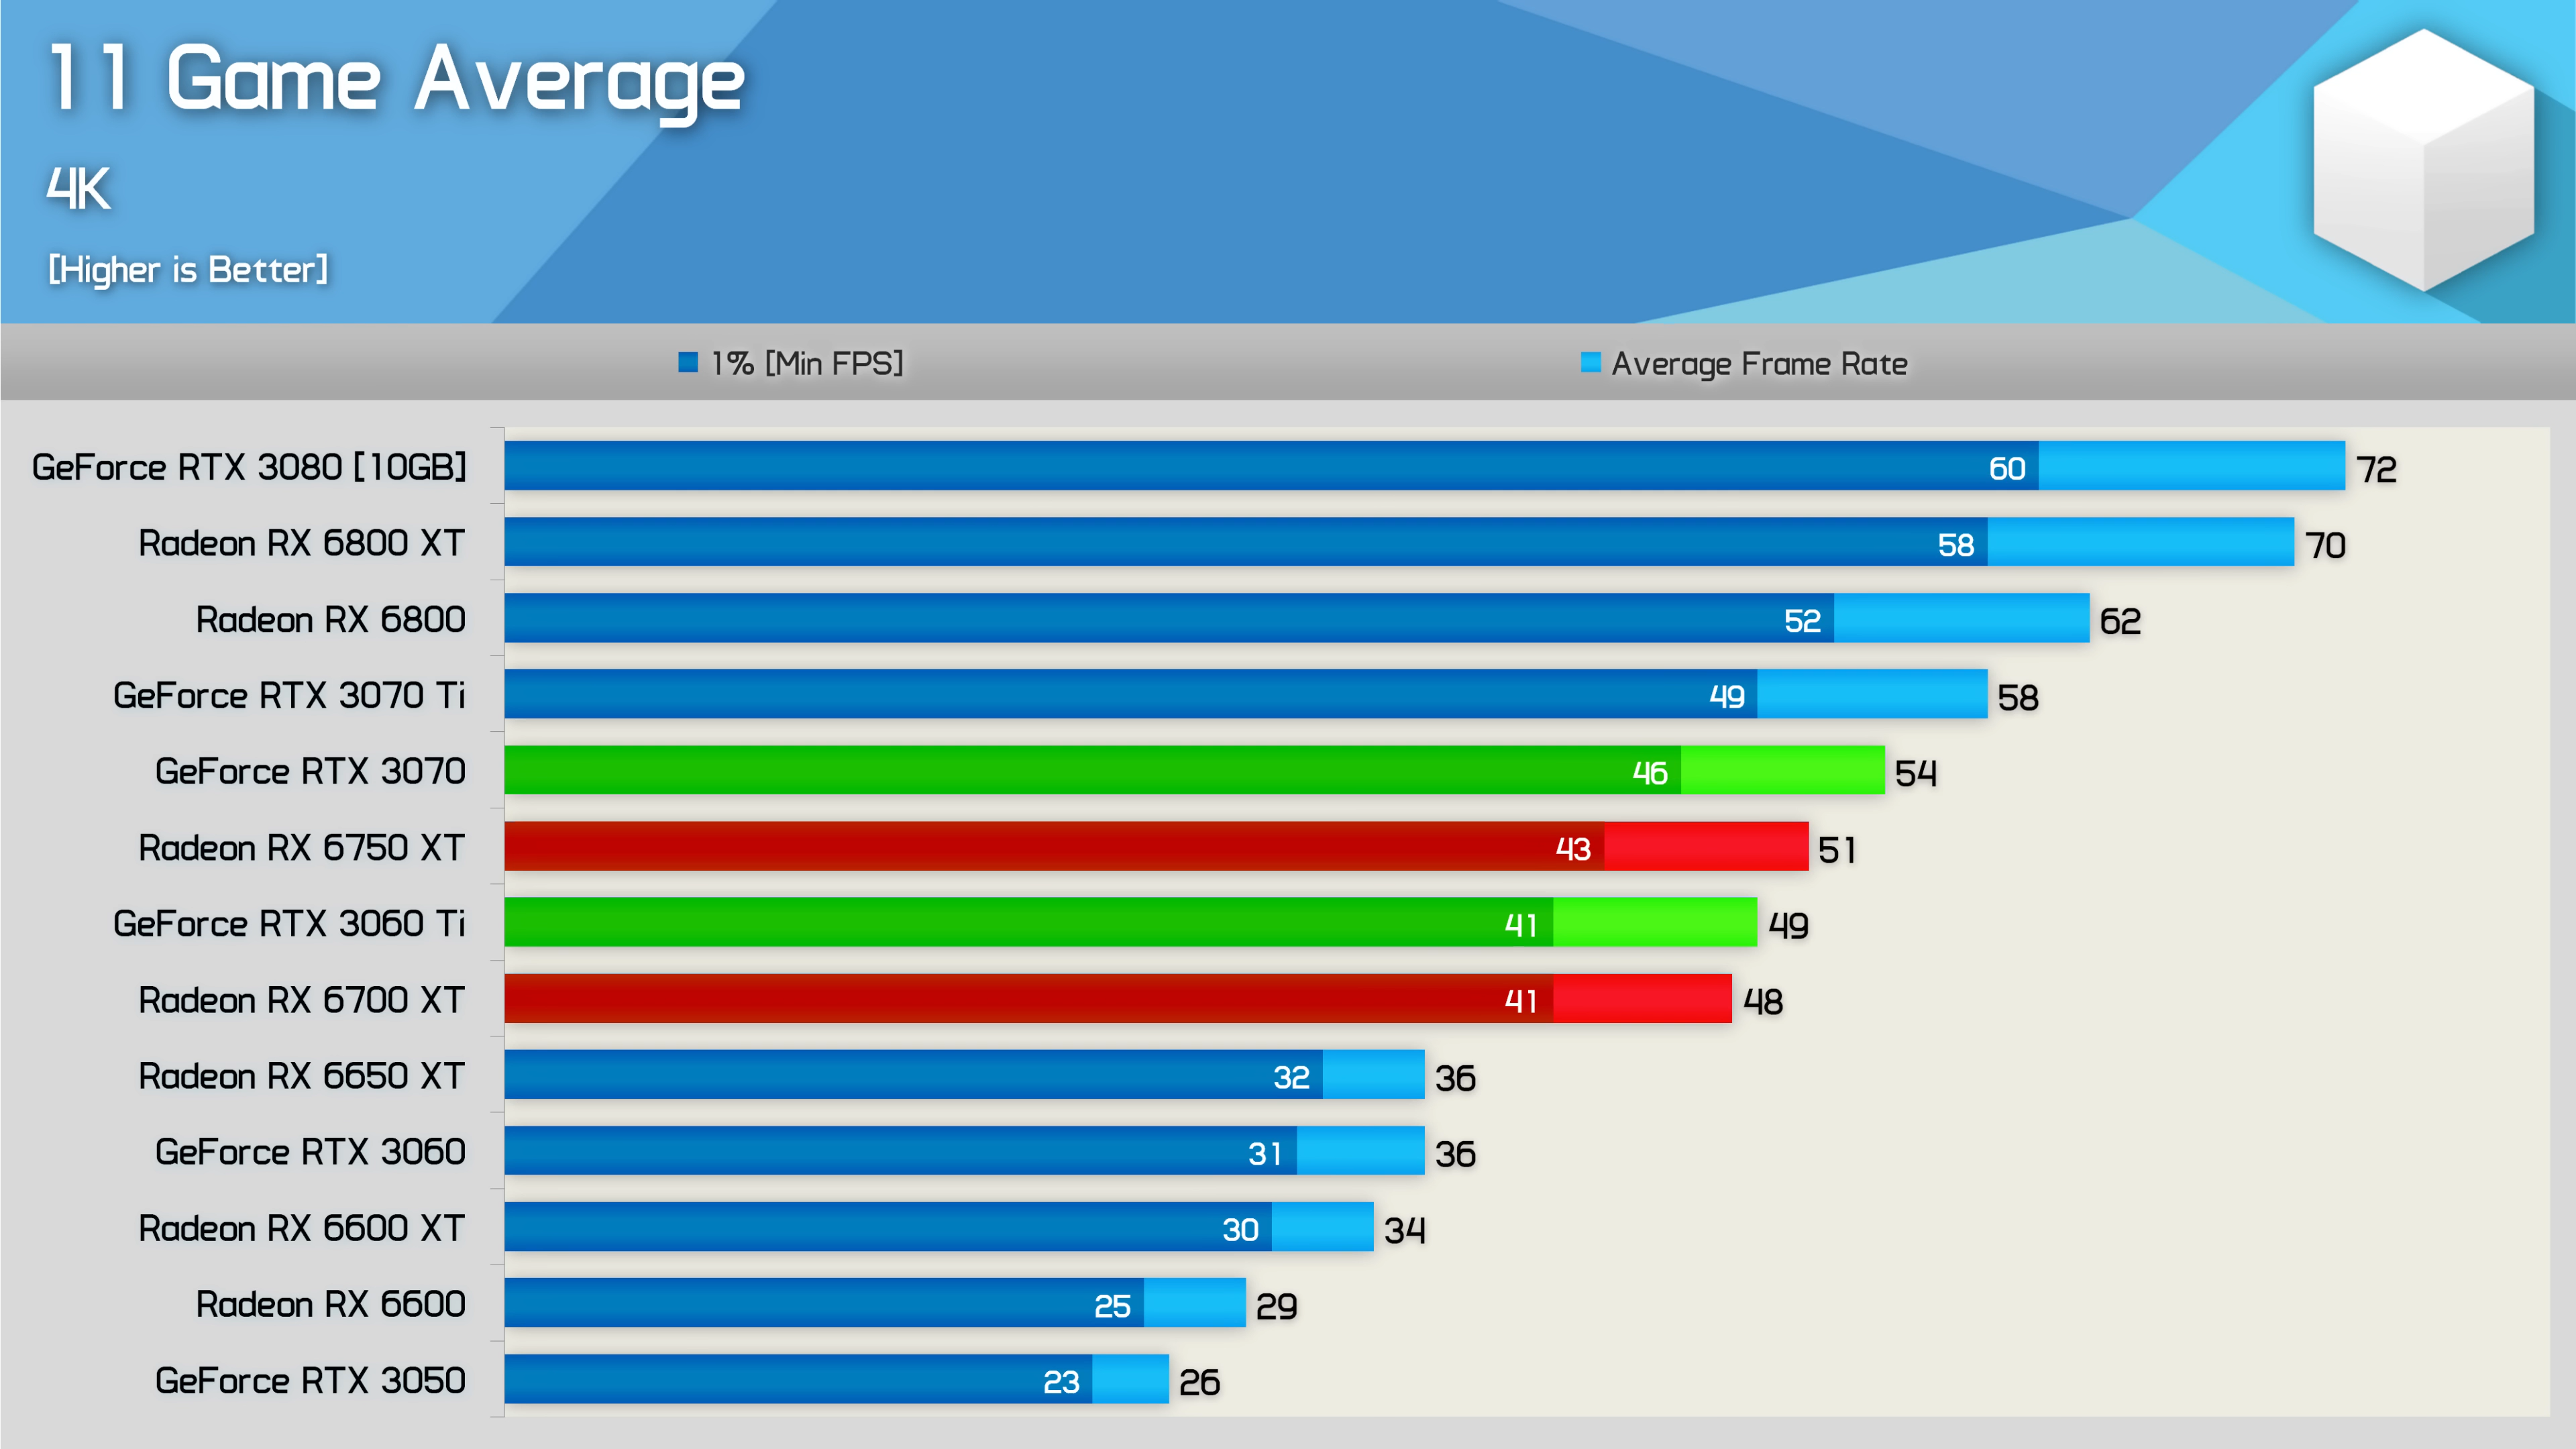 11 Game Average
4K
[Higher is Better]
1% [Min FPS] Average Frame Rate
GeForce RTX 3080 [10GB] 60 72
Radeon RX 6800 XT 58 70
Radeon RX 6800 52 62
GeForce RTX 3070 Ti 49 58
GeForce RTX 3070 46 54
Radeon RX 6750 XT 43 51
GeForce RTX 3060 Ti 41 49
Radeon RX 6700 XT 41 48
Radeon RX 6650 XT 32 36
GeForce RTX 3060 31 36
Radeon RX 6600 XT 30 34
Radeon RX 6600 25 29
GeForce RTX 3050 23 26